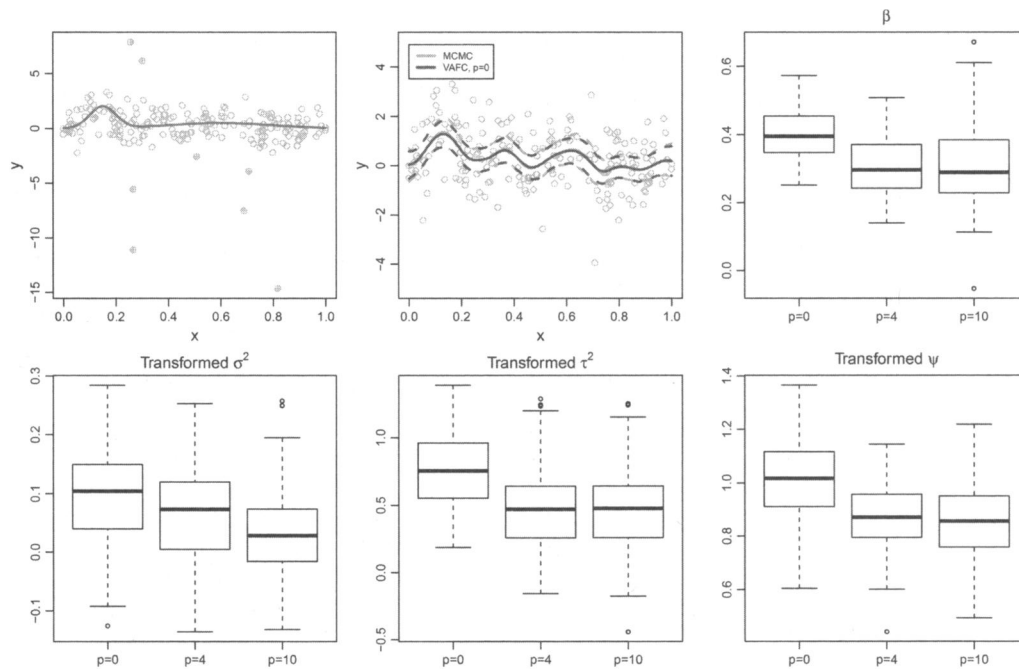 5
0
-5
-10
-15
y
0.0 0.2 0.4 0.6 0.8 1.0
x
MCMC
VAFC, p=0
4
2
0
-2
-4
y
0.0 0.2 0.4 0.6 0.8 1.0
x
β
0.6
0.4
0.2
0.0
p=0 p=4 p=10
Transformed σ²
0.3
0.2
0.1
0.0
-0.1
p=0 p=4 p=10
Transformed τ²
1.0
0.5
0.0
-0.5
p=0 p=4 p=10
Transformed ψ
1.4
1.2
1.0
0.8
0.6
p=0 p=4 p=10